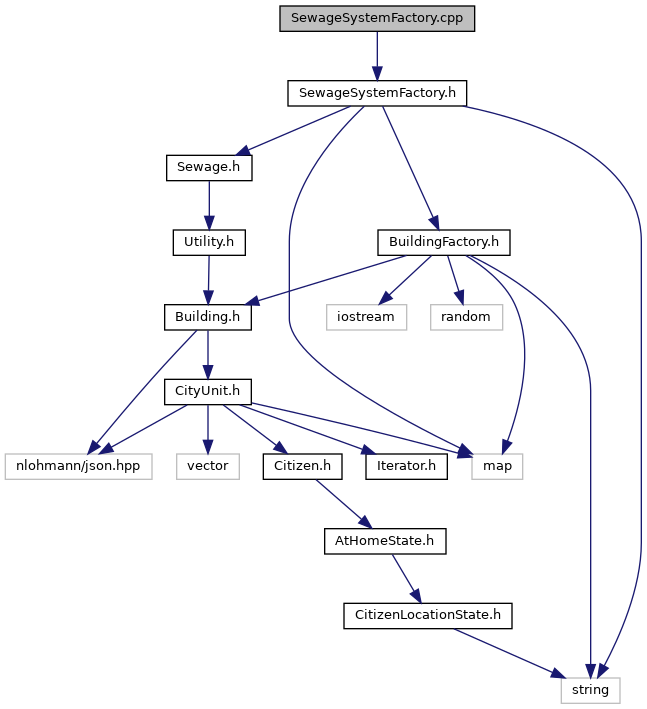 SewageSystemFactory.cpp
SewageSystemFactory.h
Sewage.h
Utility.h
BuildingFactory.h
Building.h
iostream
random
CityUnit.h
nlohmann/json.hpp
vector
Citizen.h
Iterator.h
map
AtHomeState.h
CitizenLocationState.h
string